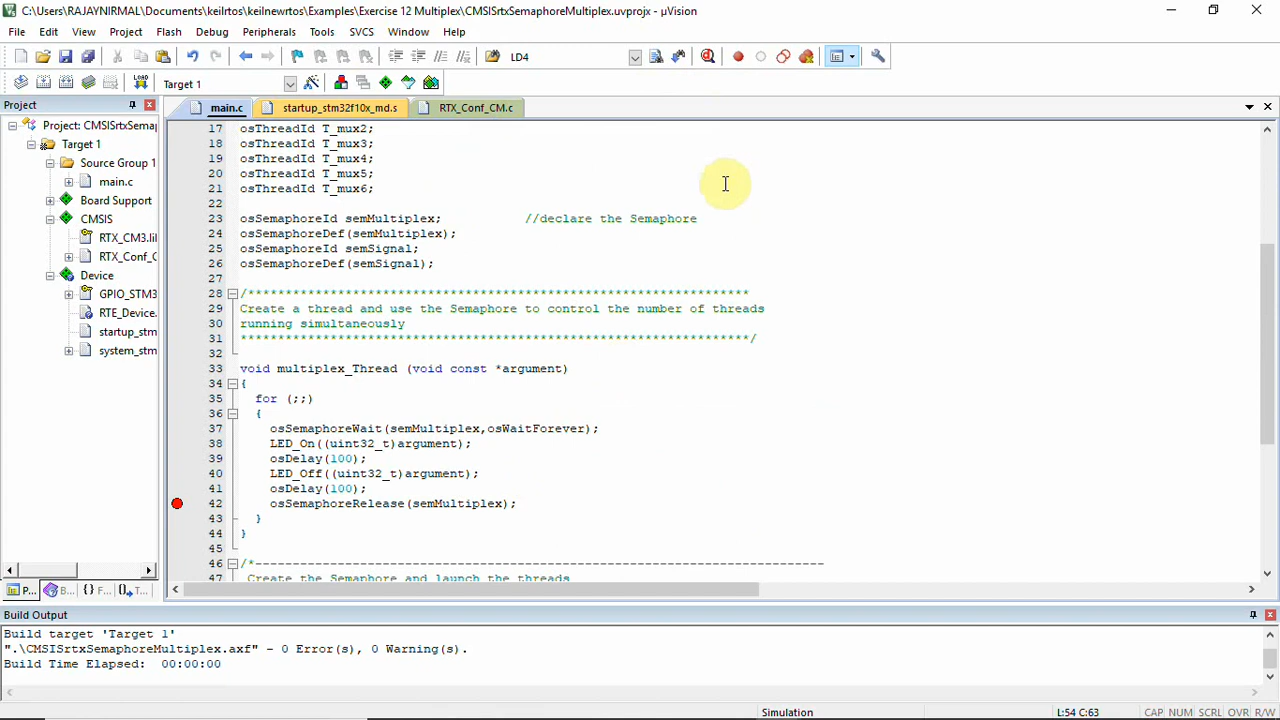 C:\Users\RAJAYNIRMAL\Documents\keilrtos\keilnewrtos\Examples\Exercise 12 Multiplex\CMSISrtxSemaphoreMultiplex.uvprojx - µVision
File Edit View Project Flash Debug Peripherals Tools SVCS Window Help
LD4
LOAD
Target 1
Project
main.c startup_stm32f10x_md.s RTX_Conf_CM.c
Project: CMSISrtxSemap
Target 1
Source Group 1
main.c
Board Support
CMSIS
RTX_CM3.li
RTX_Conf_C
Device
GPIO_STM3
RTE_Device.
startup_stm
system_stm
P... B... {} F... T...
17 osThreadId T_mux2;
18 osThreadId T_mux3;
19 osThreadId T_mux4;
20 osThreadId T_mux5;
21 osThreadId T_mux6;
22
23 osSemaphoreId semMultiplex; //declare the Semaphore
24 osSemaphoreDef(semMultiplex);
25 osSemaphoreId semSignal;
26 osSemaphoreDef(semSignal);
27
28 /*******************************************************************
29 Create a thread and use the Semaphore to control the number of threads
30 running simultaneously
31 ********************************************************************/
32
33 void multiplex_Thread (void const *argument)
34 {
35 for (;;)
36 {
37 osSemaphoreWait(semMultiplex,osWaitForever);
38 LED_On((uint32_t)argument);
39 osDelay(100);
40 LED_Off((uint32_t)argument);
41 osDelay(100);
42 osSemaphoreRelease(semMultiplex);
43 }
44 }
45
46 /*----------------------------------------------------------------------------
47 Create the Semaphore and launch the threads
Build Output
Build target 'Target 1'
".\CMSISrtxSemaphoreMultiplex.axf" - 0 Error(s), 0 Warning(s).
Build Time Elapsed: 00:00:00
Simulation L:54 C:63 CAP NUM SCRL OVR R/W